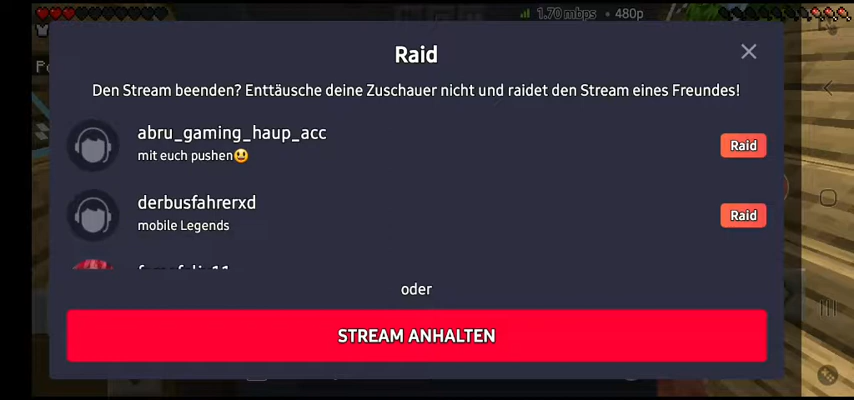 1.70 mbps • 480p
Raid
Den Stream beenden? Enttäusche deine Zuschauer nicht und raidet den Stream eines Freundes!
abru_gaming_haup_acc
mit euch pushen😃
Raid
derbusfahrerxd
mobile Legends
Raid
oder
STREAM ANHALTEN